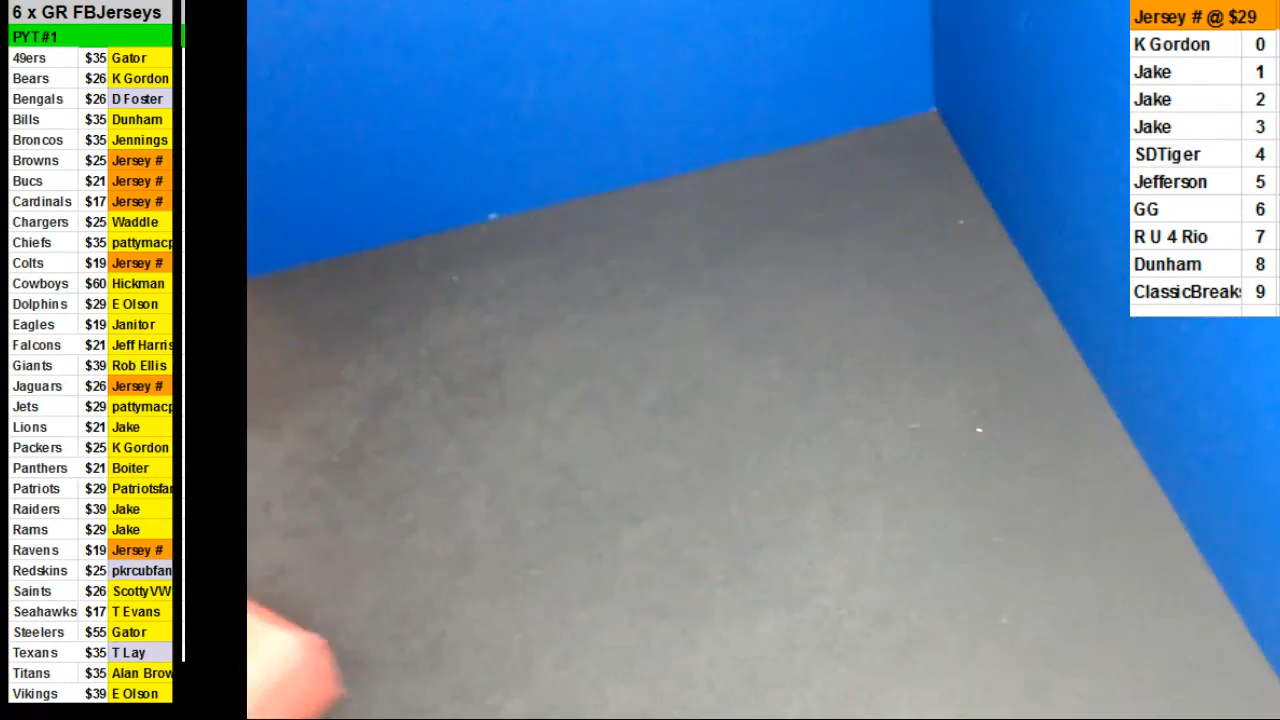 6 x GR FBJerseys
PYT #1
49ers $35 Gator
Bears $26 K Gordon
Bengals $26 D Foster
Bills $35 Dunham
Broncos $35 Jennings
Browns $25 Jersey #
Bucs $21 Jersey #
Cardinals $17 Jersey #
Chargers $25 Waddle
Chiefs $35 pattymacp
Colts $19 Jersey #
Cowboys $60 Hickman
Dolphins $29 E Olson
Eagles $19 Janitor
Falcons $21 Jeff Harris
Giants $39 Rob Ellis
Jaguars $26 Jersey #
Jets $29 pattymacp
Lions $21 Jake
Packers $25 K Gordon
Panthers $21 Boiter
Patriots $29 Patriotsfan
Raiders $39 Jake
Rams $29 Jake
Ravens $19 Jersey #
Redskins $25 pkrcubfan
Saints $26 ScottyVW
Seahawks $17 T Evans
Steelers $55 Gator
Texans $35 T Lay
Titans $35 Alan Brow
Vikings $39 E Olson
Jersey # @ $29
K Gordon 0
Jake 1
Jake 2
Jake 3
SDTiger 4
Jefferson 5
GG 6
R U 4 Rio 7
Dunham 8
ClassicBreaks 9